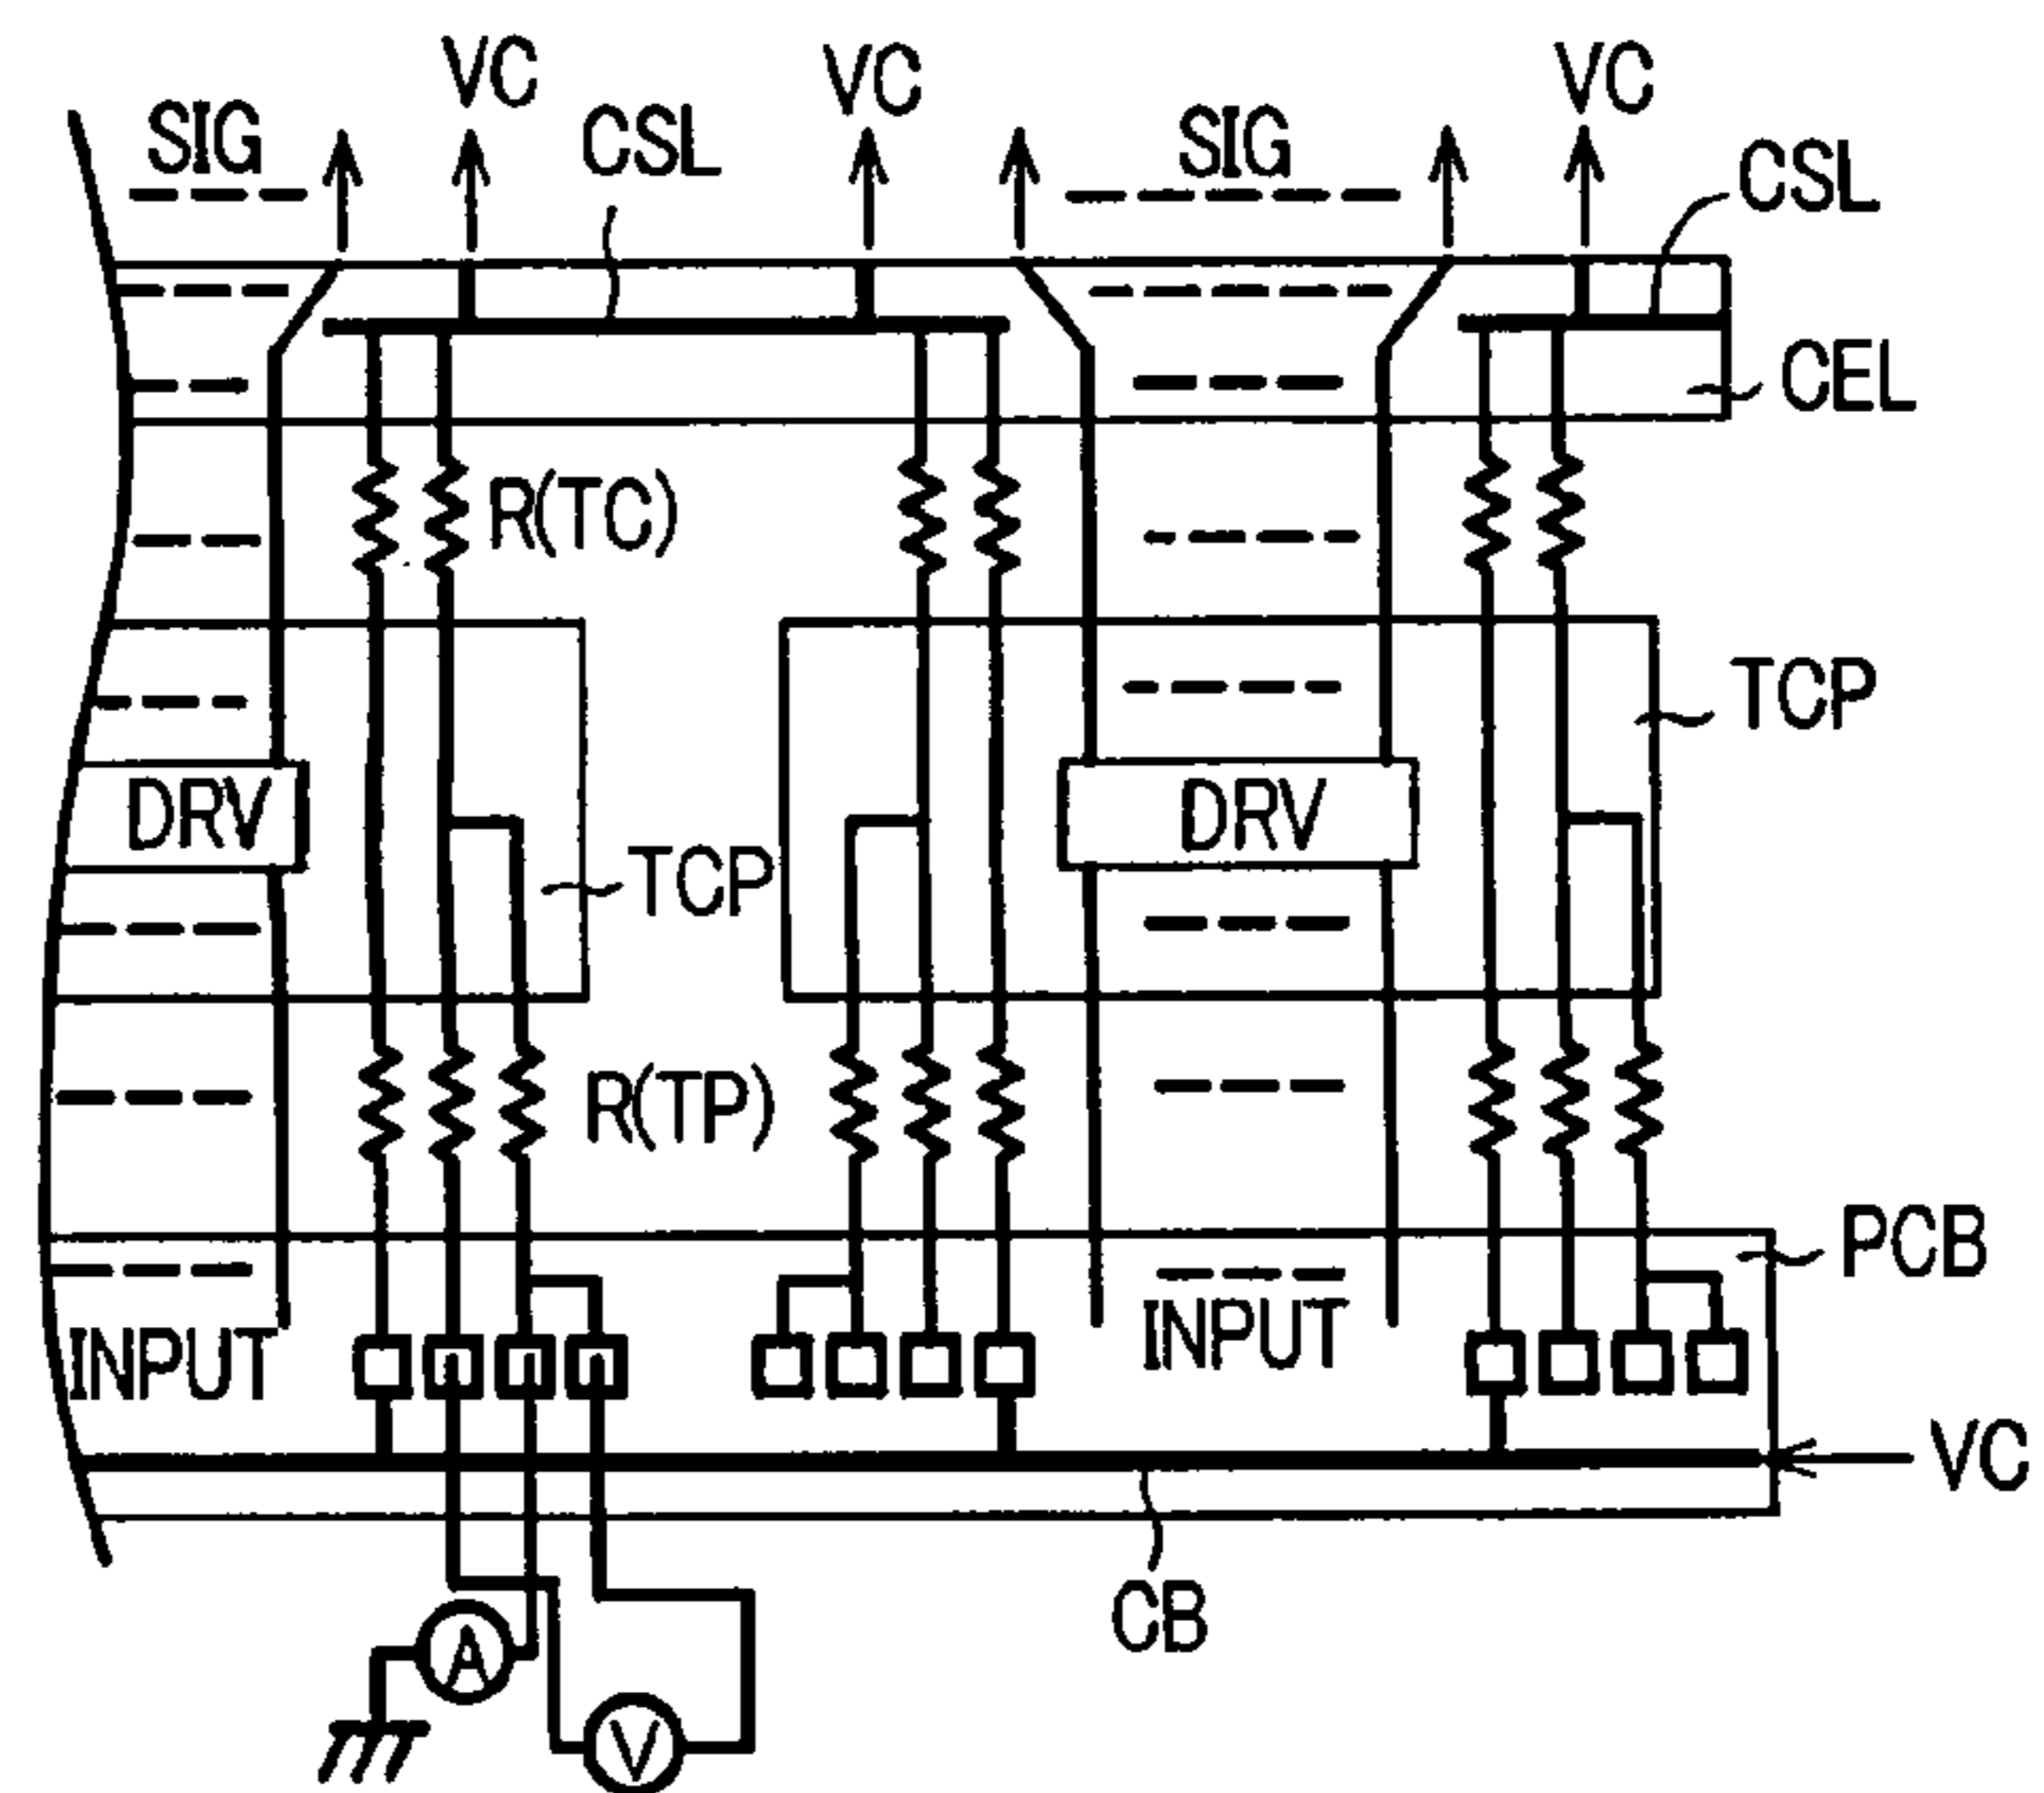 VC
VC
VC
SIG
CSL
SIG
CSL
CEL
R(TC)
TCP
DRV
DRV
TCP
R(TP)
PCB
INPUT
INPUT
VC
CB
A
V